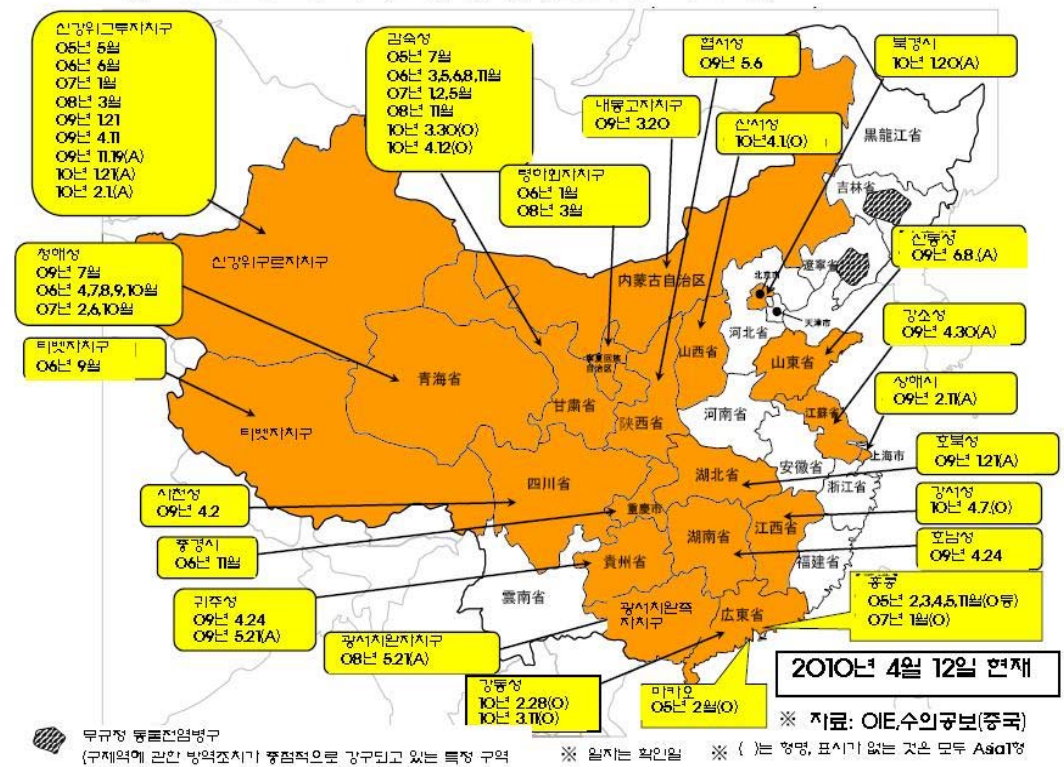 신강위그루자치구
05년 5월
06년 6월
07년 1월
08년 3월
09년 1.21
09년 4.11
09년 11.19(A)
10년 1.21(A)
10년 2.1.(A)
감숙성
05년 7월
06년 3,5,6,8,11월
07년 1,2,5월
08년 11월
10년 3.30(O)
10년 4.12(O)
협서성
09년 5.6
북경시
10년 1.20(A)
내몽고자치구
09년 3.20
산서성
10년4.1.(O)
령하회자치구
06년 1월
08년 3월
黒龍江省
吉林省
산동성
09년 6.8.(A)
청해성
09년 7월
06년 4,7,8,9,10월
07년 2,6,10월
신강위구르자치구
内蒙古自治区
北京市
遼寧省
天津市
강소성
09년 4.30(A)
티벳자치구
06년 9월
河北省
山西省
山東省
寧夏回族
自治区
青海省
甘粛省
陝西省
河南省
江蘇省
상해시
09년 2.11(A)
上海市
티벳자치구
호북성
09년 1.21(A)
安徽省
浙江省
四川省
湖北省
重慶市
사천성
09년 4.2
강서성
10년 4.7.(O)
江西省
湖南省
호남성
09년 4.24
중경시
06년 11월
貴州省
福建省
雲南省
귀주성
09년 4.24
09년 5.21(A)
광서치완족
자치구
広東省
홍콩
05년 2,3,4,5,11월(O등)
07년 1월(O)
광서치완자치구
08년 5.21(A)
강동성
10년 2.28(O)
10년 3.11(O)
마카오
05년 2월(O)
2010년 4월 12일 현재
※ 자료: OIE,수의공보(중국)
무규정 동물전염병구
(구제역에 관한 방역조치가 중점적으로 강구되고 있는 특정 구역
※ 일자는 확인일
※ ( )는 형명, 표시가 없는 것은 모두 Asia1형